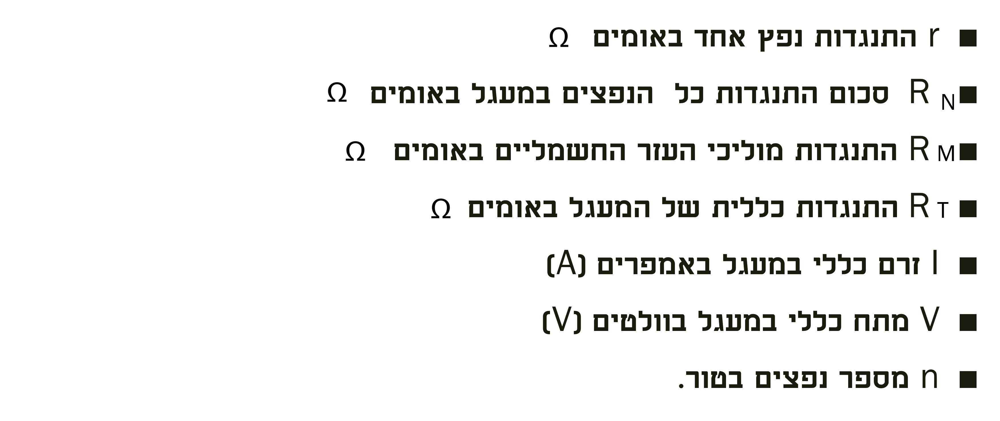 ■ r התנגדות נפץ אחד באומים Ω
■ R N סכום התנגדות כל הנפצים במעגל באומים Ω
■ R M התנגדות מוליכי העזר החשמליים באומים Ω
■ R T התנגדות כללית של המעגל באומים Ω
■ I זרם כללי במעגל באמפרים (A)
■ V מתח כללי במעגל בוולטים (V)
■ n מספר נפצים בטור.